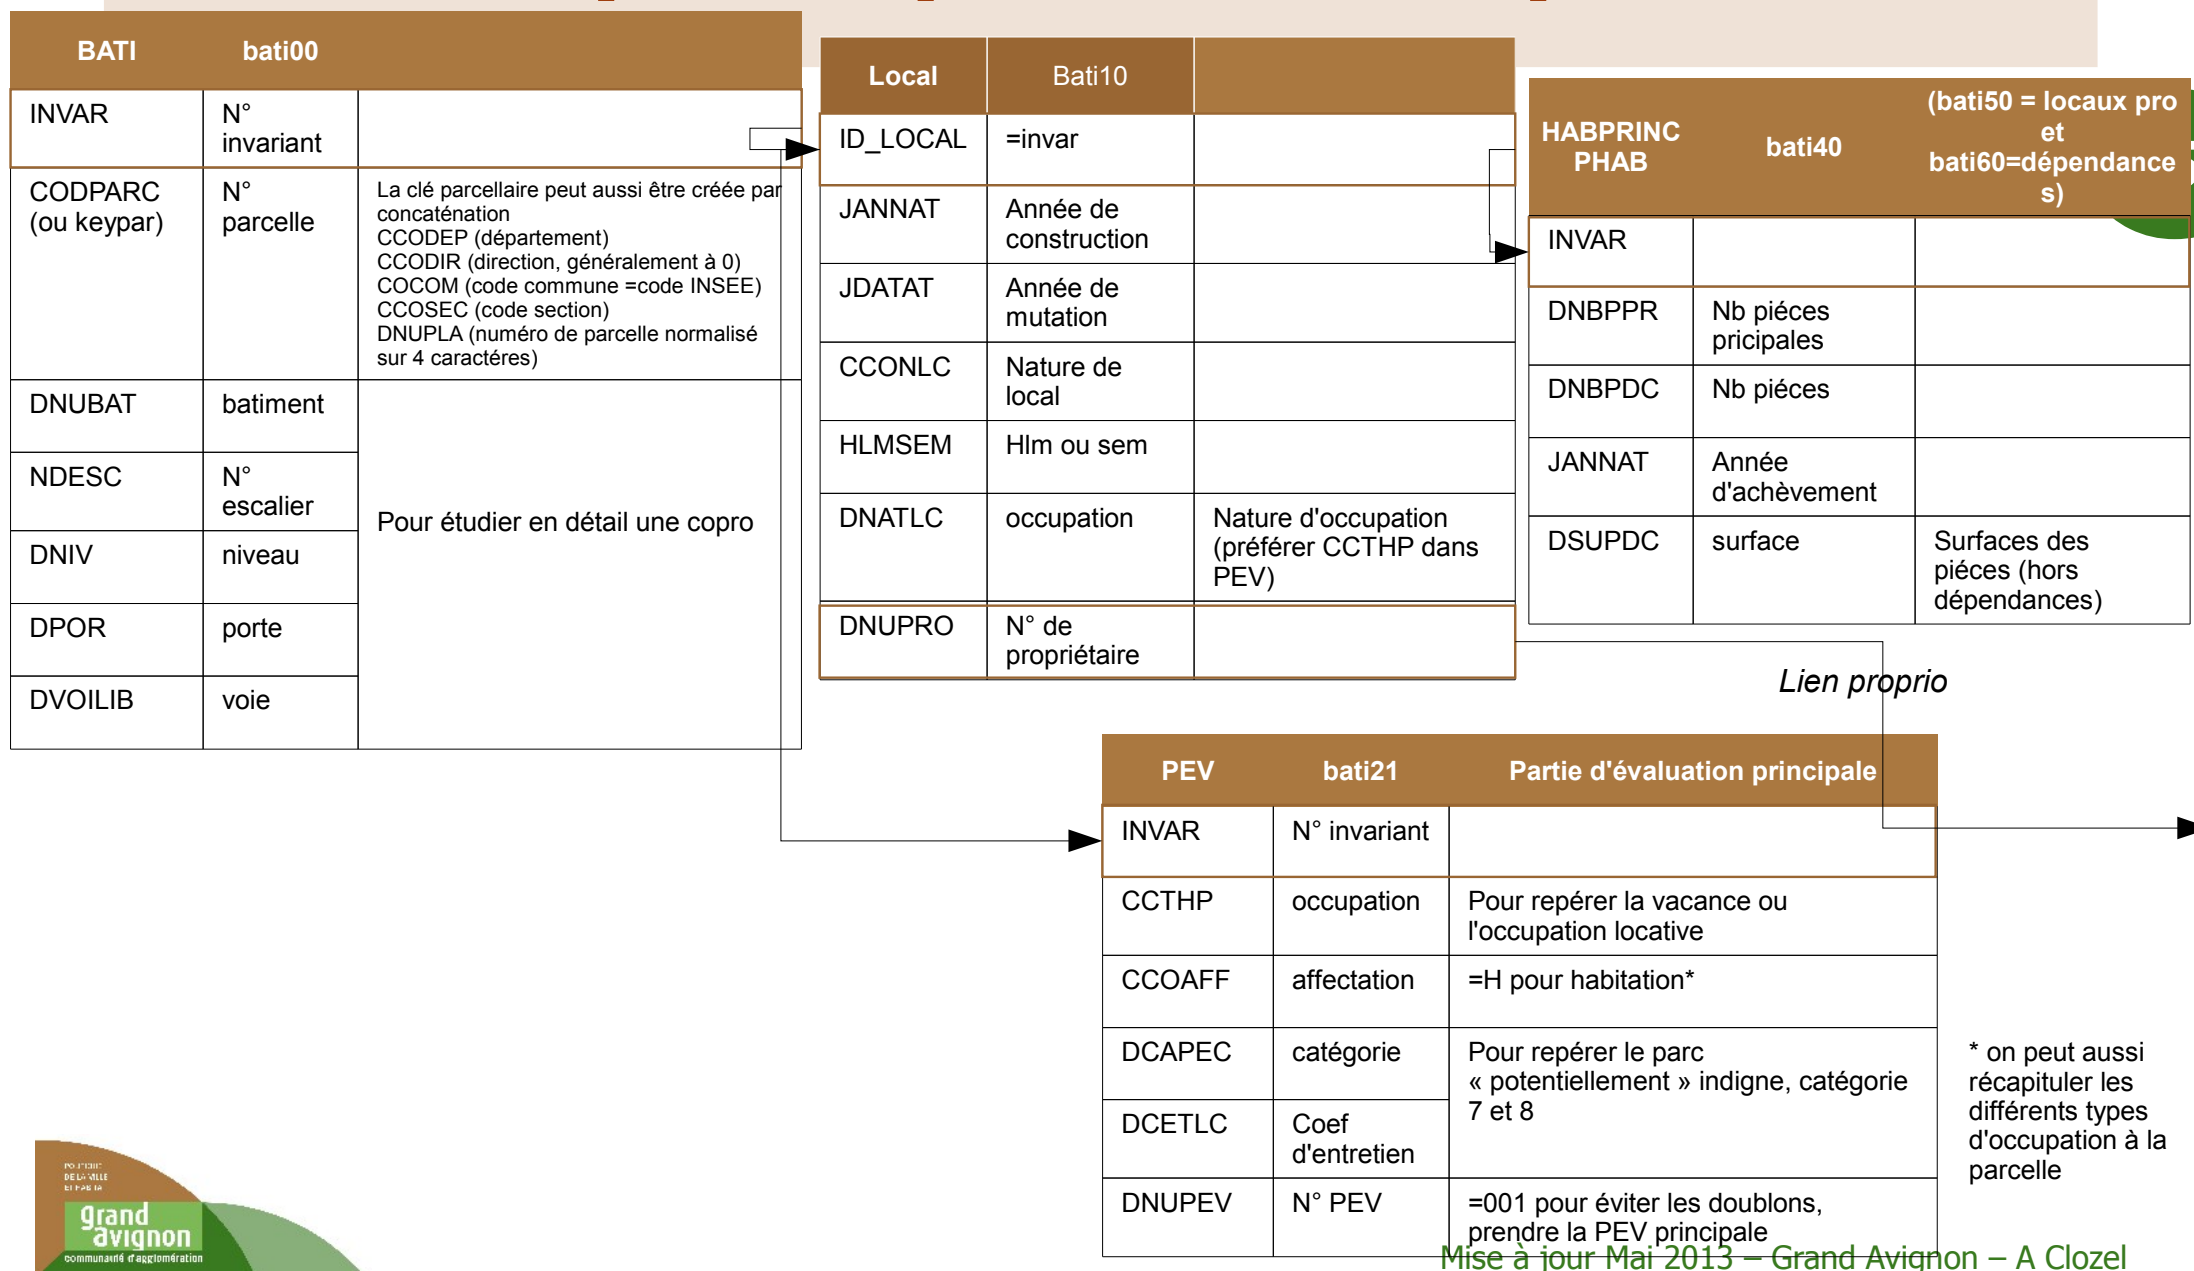 BATI bati00
INVAR N°
invariant
CODPARC
(ou keypar)
N°
parcelle
La clé parcellaire peut aussi être créée par
concaténation
CCODEP (département)
CCODIR (direction, généralement à 0)
COCOM (code commune =code INSEE)
CCOSEC (code section)
DNUPLA (numéro de parcelle normalisé
sur 4 caractéres)
DNUBAT batiment
NDESC N°
escalier
DNIV niveau
DPOR porte
DVOILIB voie
Pour étudier en détail une copro
Local Bati10
ID_LOCAL =invar
JANNAT Année de
construction
JDATAT Année de
mutation
CCONLC Nature de
local
HLMSEM Hlm ou sem
DNATLC occupation Nature d'occupation
(préférer CCTHP dans
PEV)
DNUPRO N° de
propriétaire
HABPRINC
PHAB
bati40
(bati50 = locaux pro
et
bati60=dépendance
s)
INVAR
DNBPPR Nb piéces
pricipales
DNBPDC Nb piéces
JANNAT Année
d'achèvement
DSUPDC surface Surfaces des
piéces (hors
dépendances)
Lien proprio
PEV bati21 Partie d'évaluation principale
INVAR N° invariant
CCTHP occupation Pour repérer la vacance ou
l'occupation locative
CCOAFF affectation =H pour habitation*
DCAPEC catégorie Pour repérer le parc
« potentiellement » indigne, catégorie
7 et 8
DCETLC Coef
d'entretien
DNUPEV N° PEV =001 pour éviter les doublons,
prendre la PEV principale
* on peut aussi
récapituler les
différents types
d'occupation à la
parcelle
POLITIQUE
DE LA VILLE
ET HABITA
grand
avignon
communauté d'agglomération
Mise à jour Mai 2013 – Grand Avignon – A Clozel